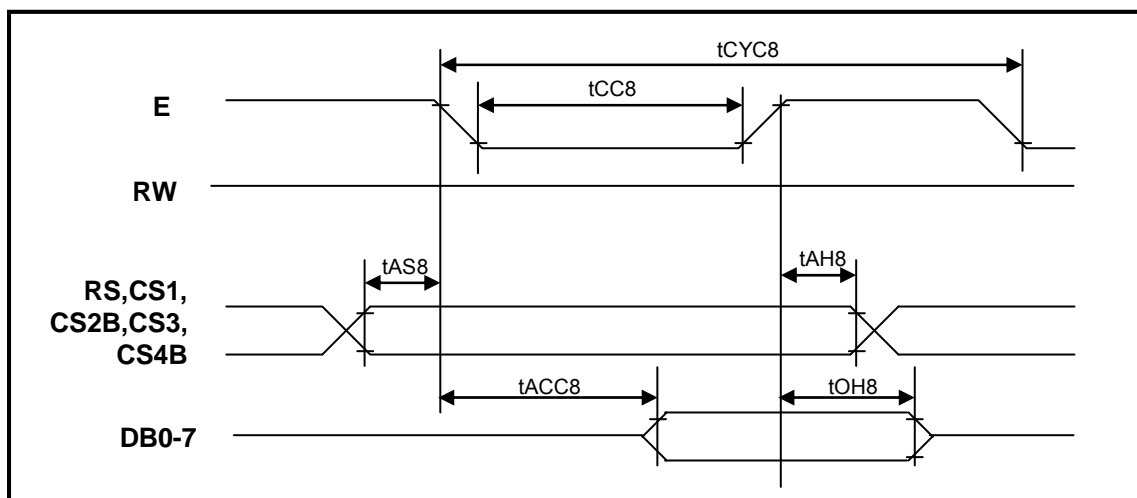 tCYC8
tCC8
E
RW
tAS8
tAH8
RS,CS1,
CS2B,CS3,
CS4B
tACC8
tOH8
DB0-7